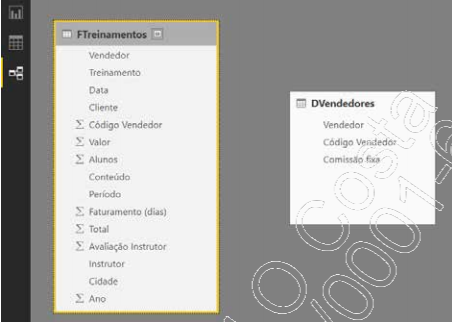 FTreinamentos
Vendedor
Treinamento
Data
Cliente
Σ Código Vendedor
Σ Valor
Σ Alunos
Conteúdo
Período
Σ Faturamento (dias)
Σ Total
Σ Avaliação Instrutor
Instrutor
Cidade
Σ Ano
DVendedores
Vendedor
Código Vendedor
Comissão fixa
o Costa